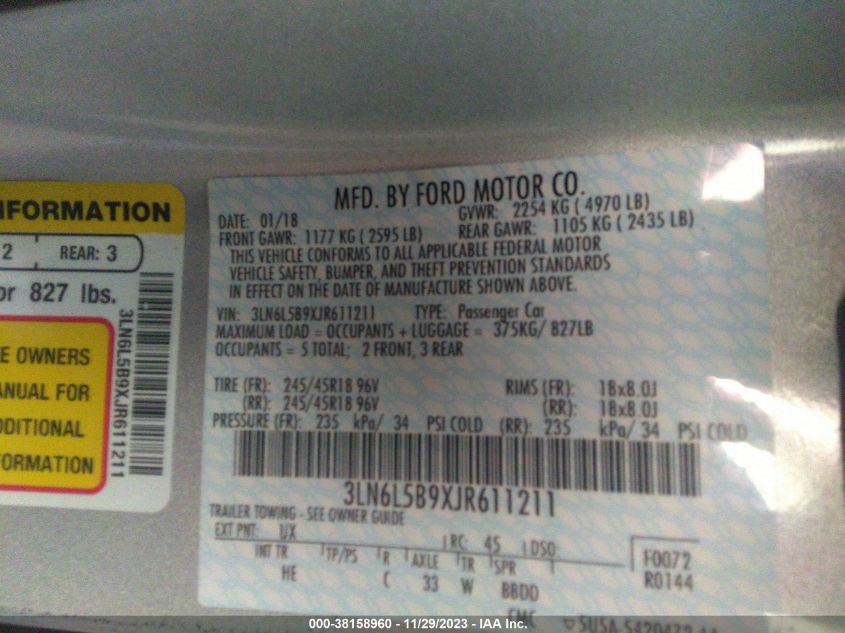 NFORMATION
2 REAR: 3
or 827 lbs.
E OWNERS
ANUAL FOR
DDITIONAL
FORMATION
3LN6L5B9XJR611211
MFD. BY FORD MOTOR CO.
DATE: 01/18 GVWR: 2254 KG ( 4970 LB)
FRONT GAWR: 1177 KG ( 2595 LB) REAR GAWR: 1105 KG ( 2435 LB)
THIS VEHICLE CONFORMS TO ALL APPLICABLE FEDERAL MOTOR
VEHICLE SAFETY, BUMPER, AND THEFT PREVENTION STANDARDS
IN EFFECT ON THE DATE OF MANUFACTURE SHOWN ABOVE.
VIN: 3LN6L5B9XJR611211 TYPE: Passenger Car
MAXIMUM LOAD = OCCUPANTS + LUGGAGE = 375KG/ 827LB
OCCUPANTS = 5 TOTAL; 2 FRONT, 3 REAR
TIRE (FR): 245/45R18 96V RIMS (FR): 18x8.0J
(RR): 245/45R18 96V (RR): 18x8.0J
PRESSURE (FR): 235 kPa/ 34 PSI COLD (RR): 235 kPa/ 34 PSI COLD
3LN6L5B9XJR611211
TRAILER TOWING - SEE OWNER GUIDE
EXT PNT: UX RC: 45 DSO:
INT TR TP/PS R AXLE TR SPR
HE C 33 W BBDD
F0072
R0144
000-38158960 - 11/29/2023 - IAA Inc.